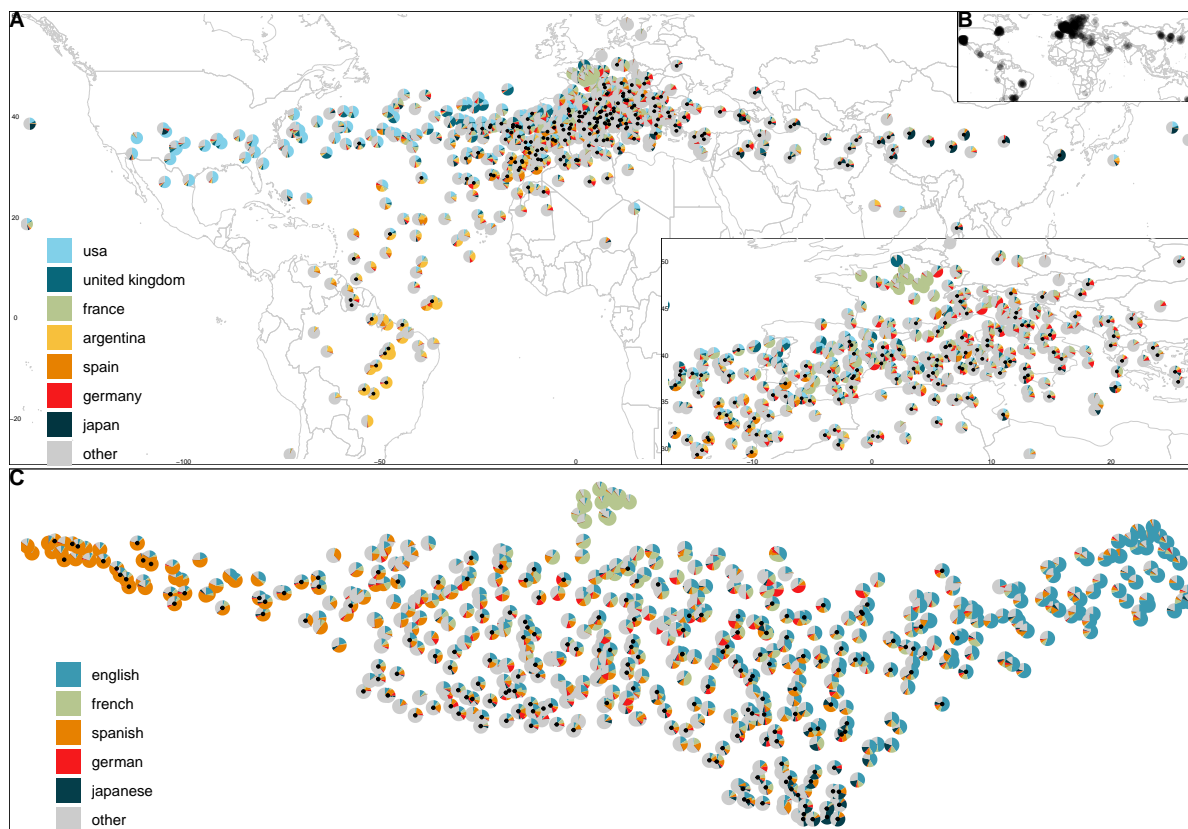 A
B
40
20
0
−20
−100
−50
0
usa
united kingdom
france
argentina
spain
germany
japan
other
50
45
40
35
30
−10
0
10
20
C
english
french
spanish
german
japanese
other